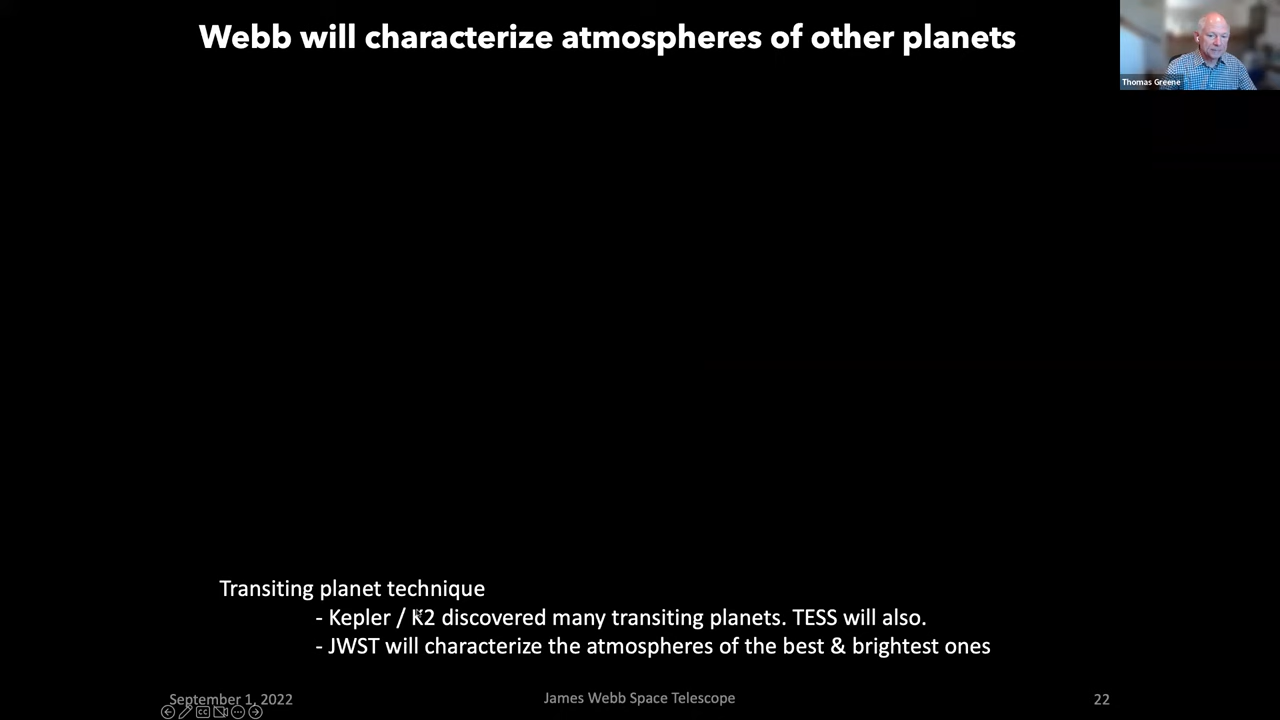 Webb will characterize atmospheres of other planets
Thomas Greene
Transiting planet technique
- Kepler / K2 discovered many transiting planets. TESS will also.
- JWST will characterize the atmospheres of the best & brightest ones
September 1, 2022
James Webb Space Telescope
22